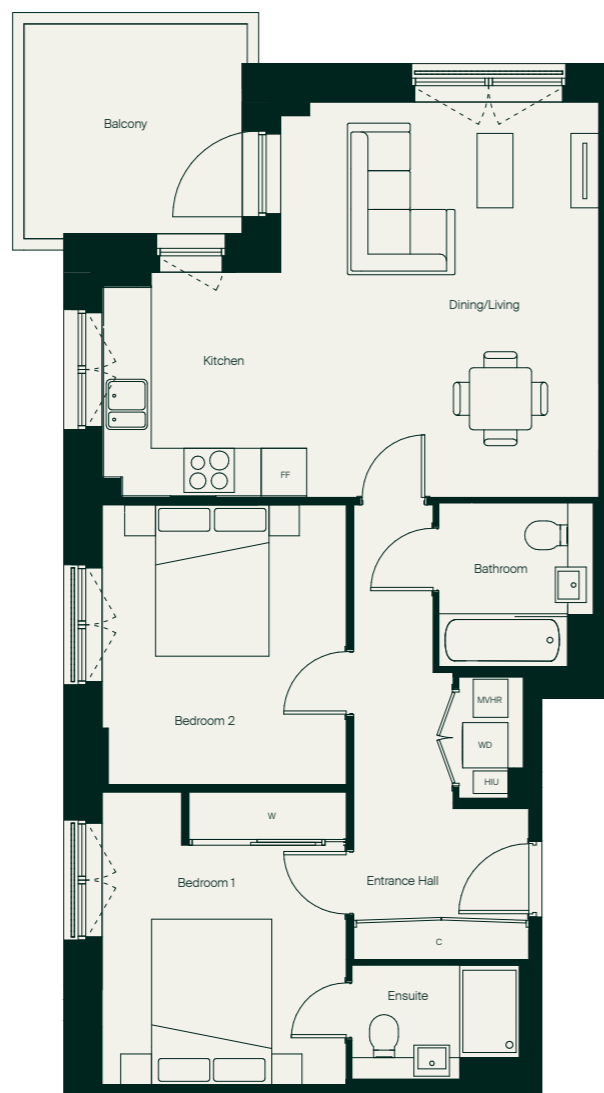 Balcony
Dining/Living
Kitchen
FF
Bathroom
MVHR
Bedroom 2
WD
HIU
W
Bedroom 1
Entrance Hall
C
Ensuite